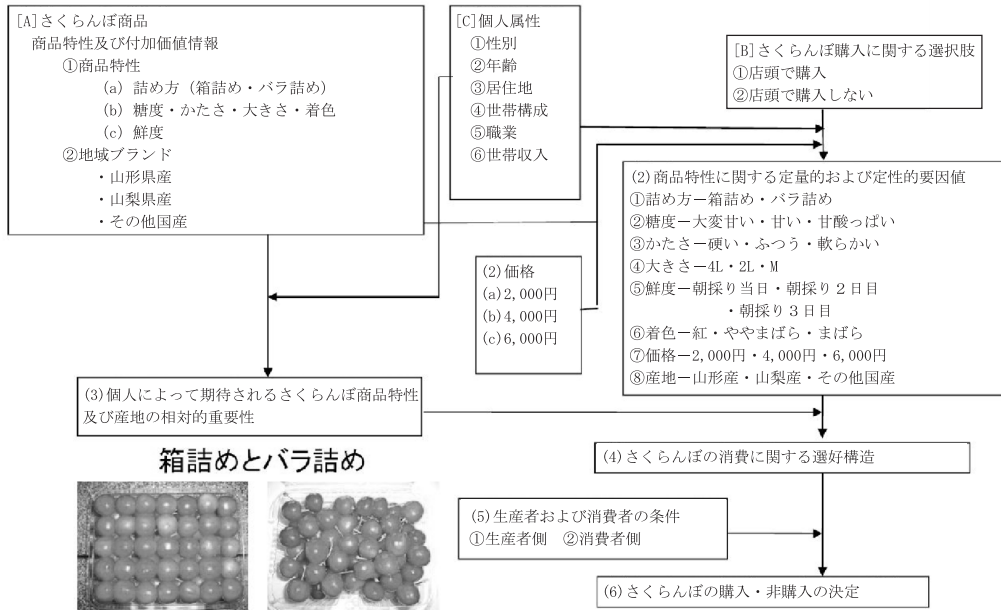 [A]さくらんぼ商品
商品特性及び付加価値情報
①商品特性
(a) 詰め方（箱詰め・バラ詰め）
(b) 糖度・かたさ・大きさ・着色
(c) 鮮度
②地域ブランド
・山形県産
・山梨県産
・その他国産
[C]個人属性
①性別
②年齢
③居住地
④世帯構成
⑤職業
⑥世帯収入
[B]さくらんぼ購入に関する選択肢
①店頭で購入
②店頭で購入しない
(2)商品特性に関する定量的および定性的要因値
①詰め方－箱詰め・バラ詰め
②糖度－大変甘い・甘い・甘酸っぱい
③かたさ－硬い・ふつう・軟らかい
④大きさ－4L・2L・M
⑤鮮度－朝採り当日・朝採り２日目
・朝採り３日目
⑥着色－紅・ややまばら・まばら
⑦価格－2,000円・4,000円・6,000円
⑧産地－山形産・山梨産・その他国産
(2)価格
(a)2,000円
(b)4,000円
(c)6,000円
(3)個人によって期待されるさくらんぼ商品特性
及び産地の相対的重要性
箱詰めとバラ詰め
(4)さくらんぼの消費に関する選好構造
(5)生産者および消費者の条件
①生産者側 ②消費者側
(6)さくらんぼの購入・非購入の決定